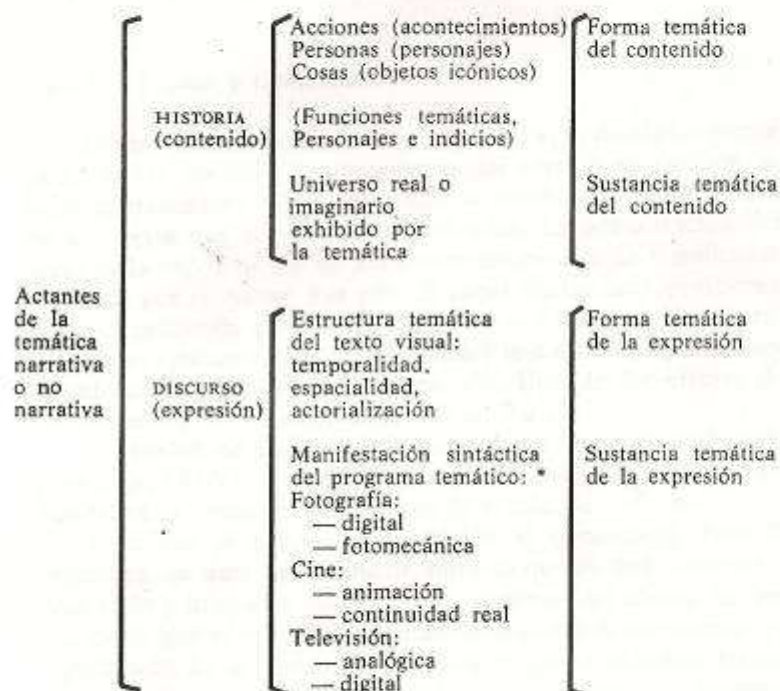 Acciones (acontecimientos)
Personas (personajes)
Cosas (objetos icónicos)
Forma temática
del contenido
HISTORIA
(contenido)
(Funciones temáticas,
Personajes e indicios)
Universo real o
imaginario
exhibido por
la temática
Sustancia temática
del contenido
Actantes
de la
temática
narrativa
o no
narrativa
DISCURSO
(expresión)
Estructura temática
del texto visual:
temporalidad,
espacialidad,
actorialización
Forma temática
de la expresión
Manifestación sintáctica
del programa temático: *
Fotografía:
— digital
— fotomecánica
Cine:
— animación
— continuidad real
Televisión:
— analógica
— digital
Sustancia temática
de la expresión